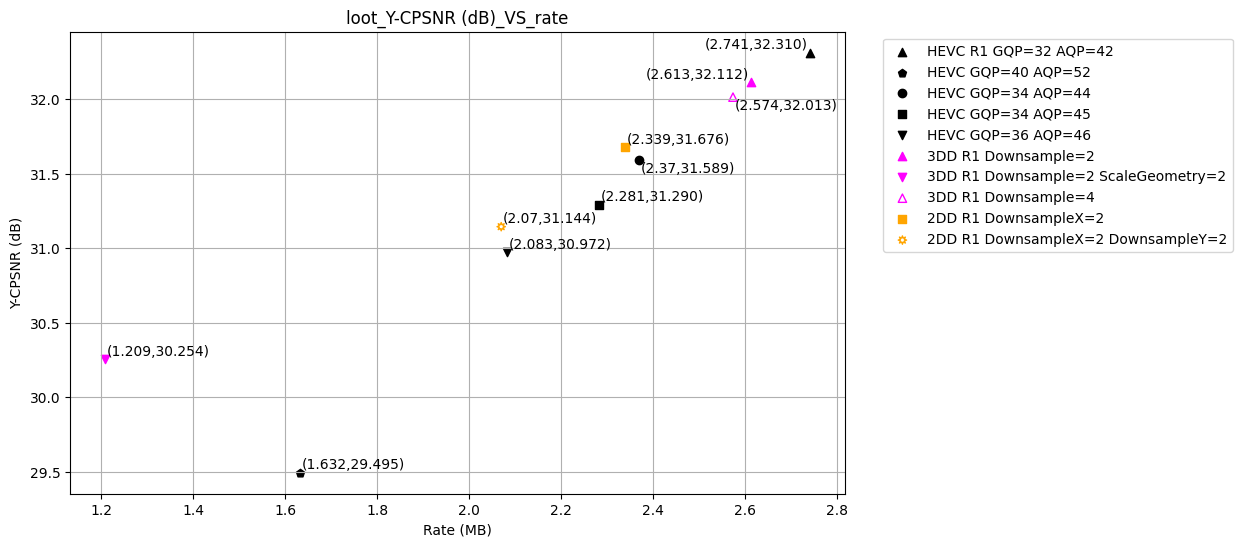 loot_Y-CPSNR (dB)_VS_rate
(2.741,32.310)
(2.613,32.112)
(2.574,32.013)
(2.339,31.676)
(2.37,31.589)
(2.281,31.290)
(2.07,31.144)
(2.083,30.972)
(1.209,30.254)
(1.632,29.495)
32.0
31.5
31.0
30.5
30.0
29.5
Y-CPSNR (dB)
1.2 1.4 1.6 1.8 2.0 2.2 2.4 2.6 2.8
Rate (MB)
HEVC R1 GQP=32 AQP=42
HEVC GQP=40 AQP=52
HEVC GQP=34 AQP=44
HEVC GQP=34 AQP=45
HEVC GQP=36 AQP=46
3DD R1 Downsample=2
3DD R1 Downsample=2 ScaleGeometry=2
3DD R1 Downsample=4
2DD R1 DownsampleX=2
2DD R1 DownsampleX=2 DownsampleY=2